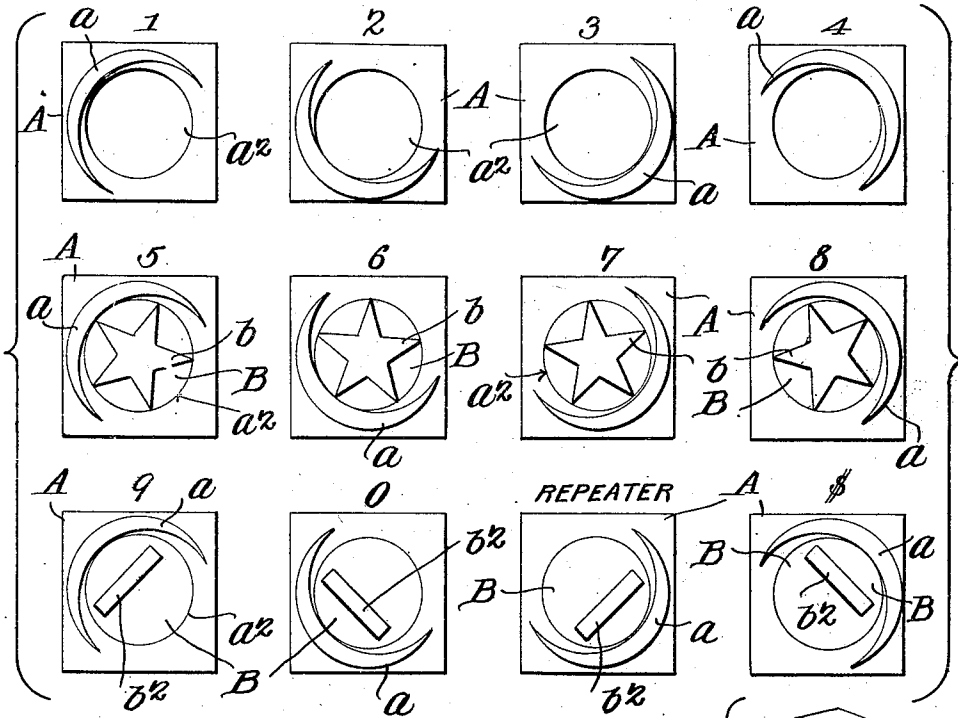 a 1 2 3 a 4
A A A
a² a² a
A 5 6 7 8
a b b A b
B B a² B
a² a a
A 9 a 0 REPEATER A $
b² B B a
B a² b² B
b² B a b² a